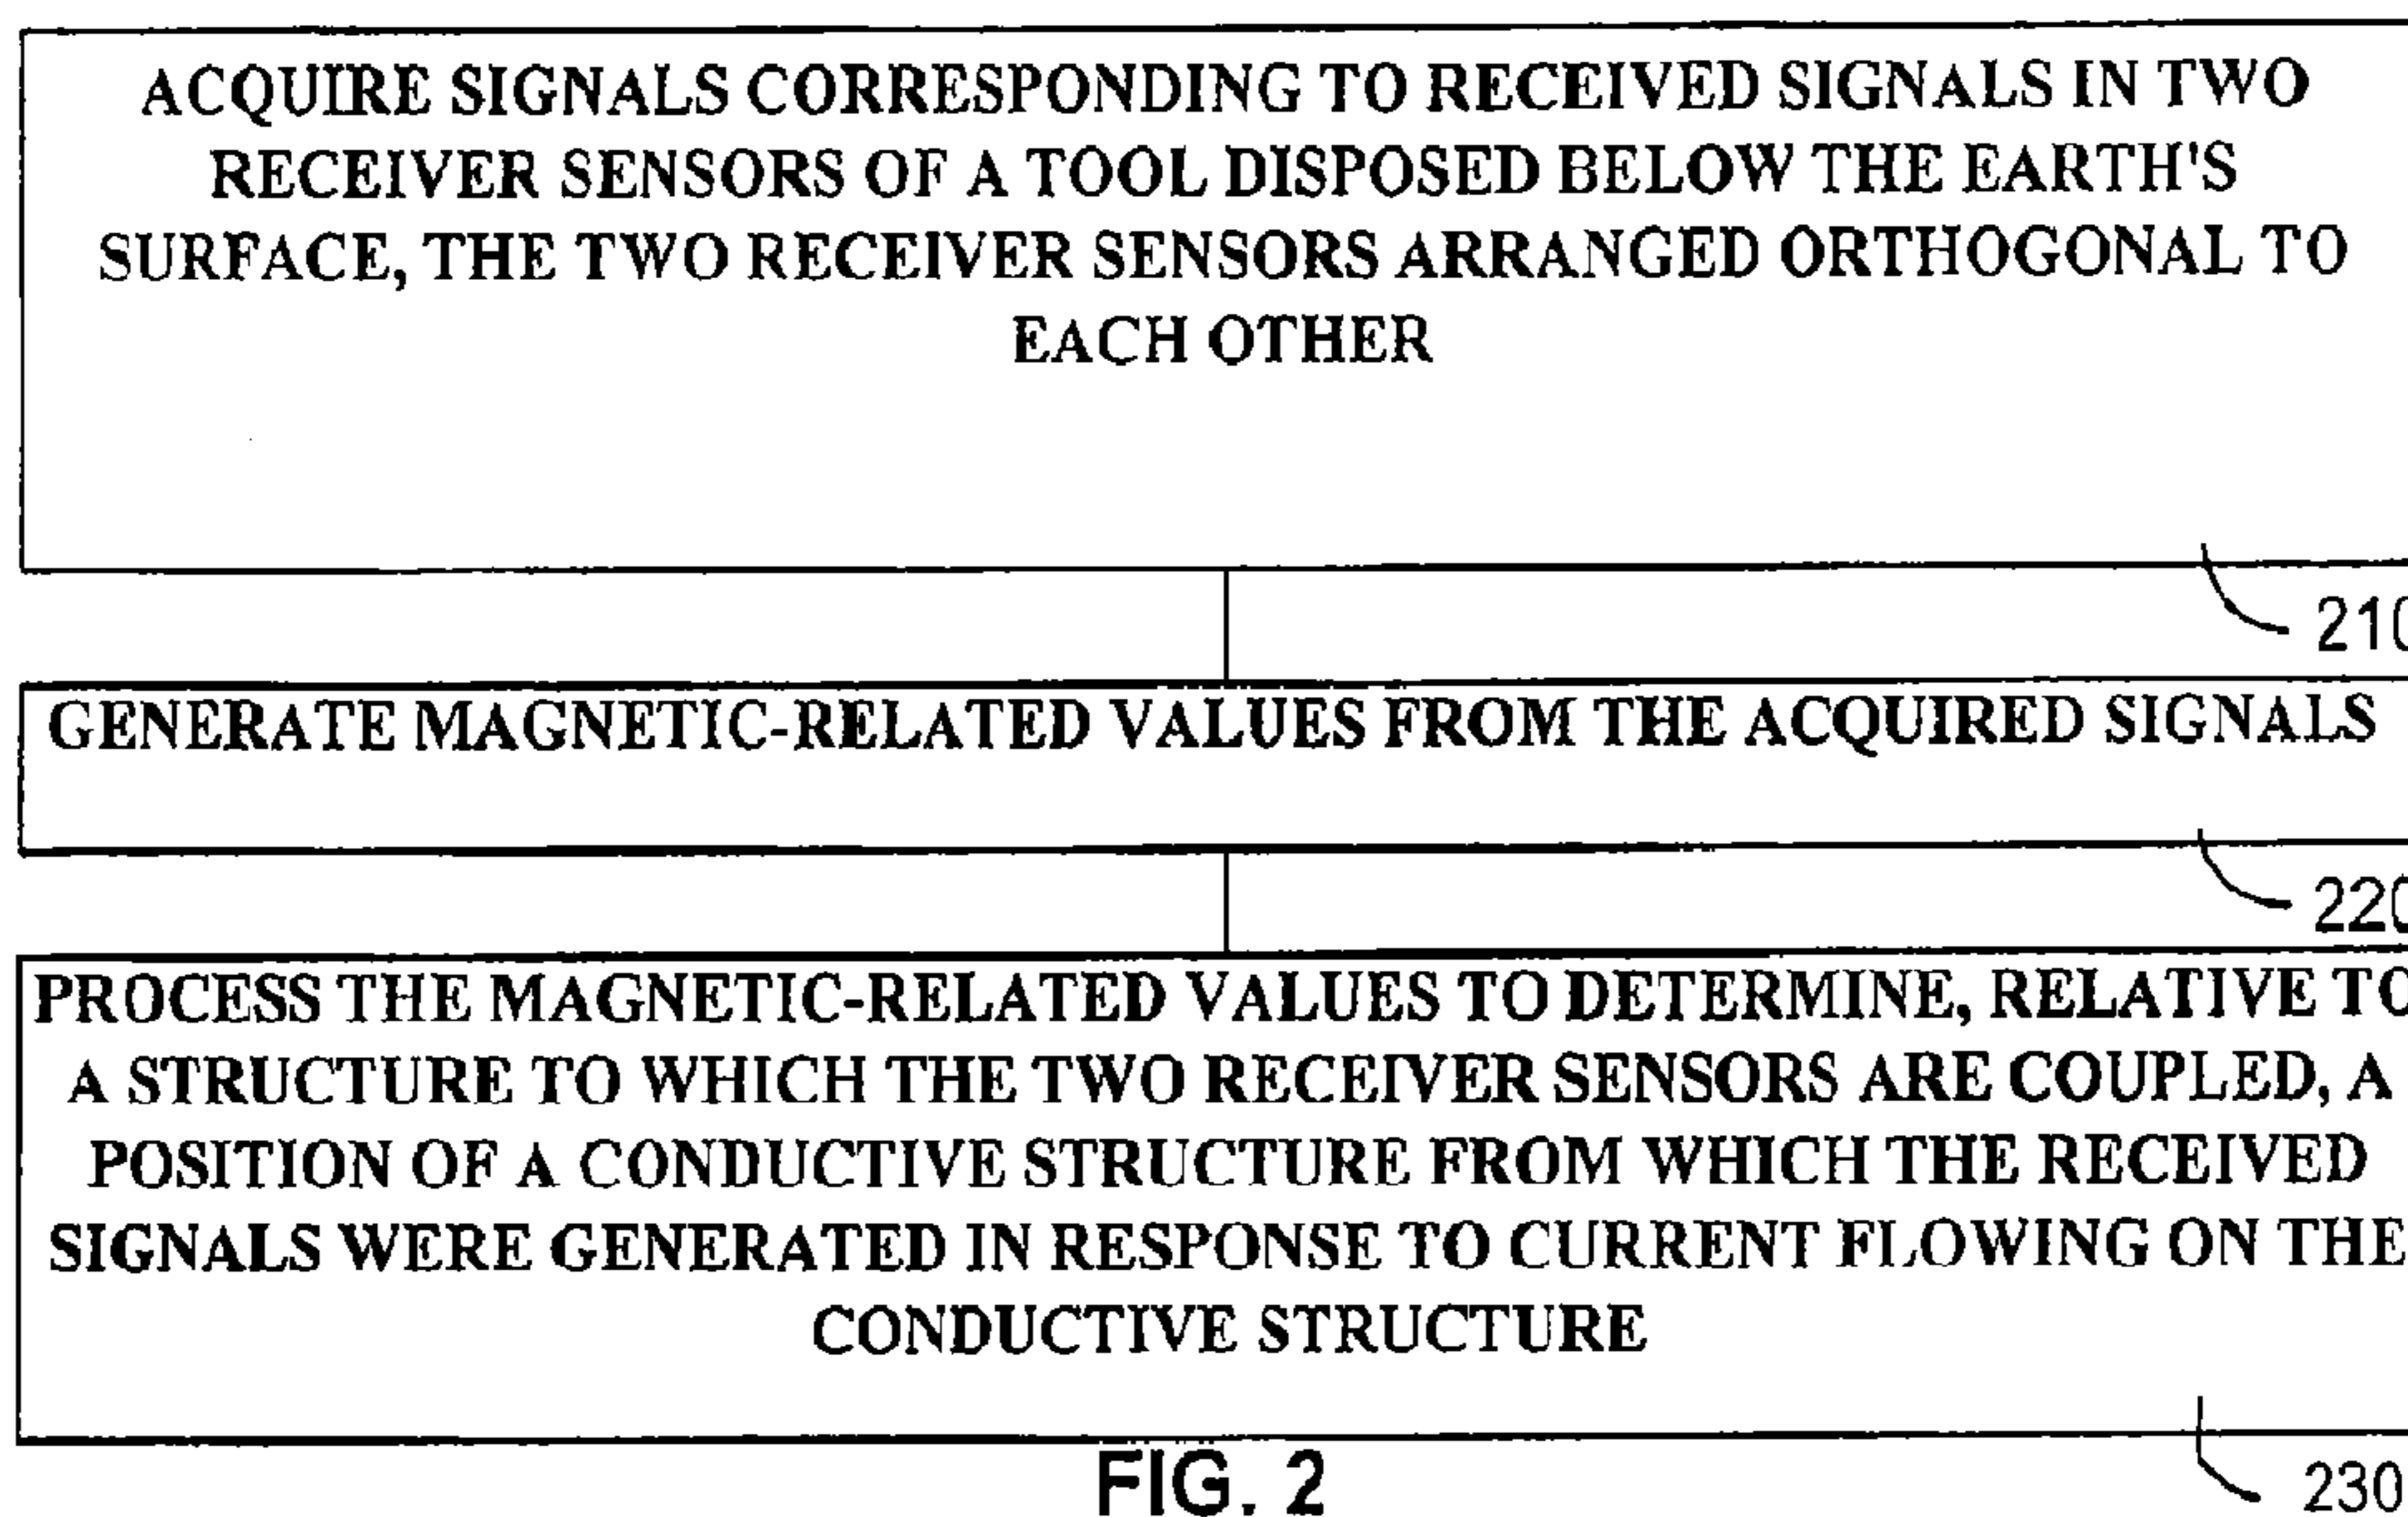 ACQUIRE SIGNALS CORRESPONDING TO RECEIVED SIGNALS IN TWO
RECEIVER SENSORS OF A TOOL DISPOSED BELOW THE EARTH'S
SURFACE, THE TWO RECEIVER SENSORS ARRANGED ORTHOGONAL TO
EACH OTHER
210
GENERATE MAGNETIC-RELATED VALUES FROM THE ACQUIRED SIGNALS
220
PROCESS THE MAGNETIC-RELATED VALUES TO DETERMINE, RELATIVE TO
A STRUCTURE TO WHICH THE TWO RECEIVER SENSORS ARE COUPLED, A
POSITION OF A CONDUCTIVE STRUCTURE FROM WHICH THE RECEIVED
SIGNALS WERE GENERATED IN RESPONSE TO CURRENT FLOWING ON THE
CONDUCTIVE STRUCTURE
FIG. 2
230